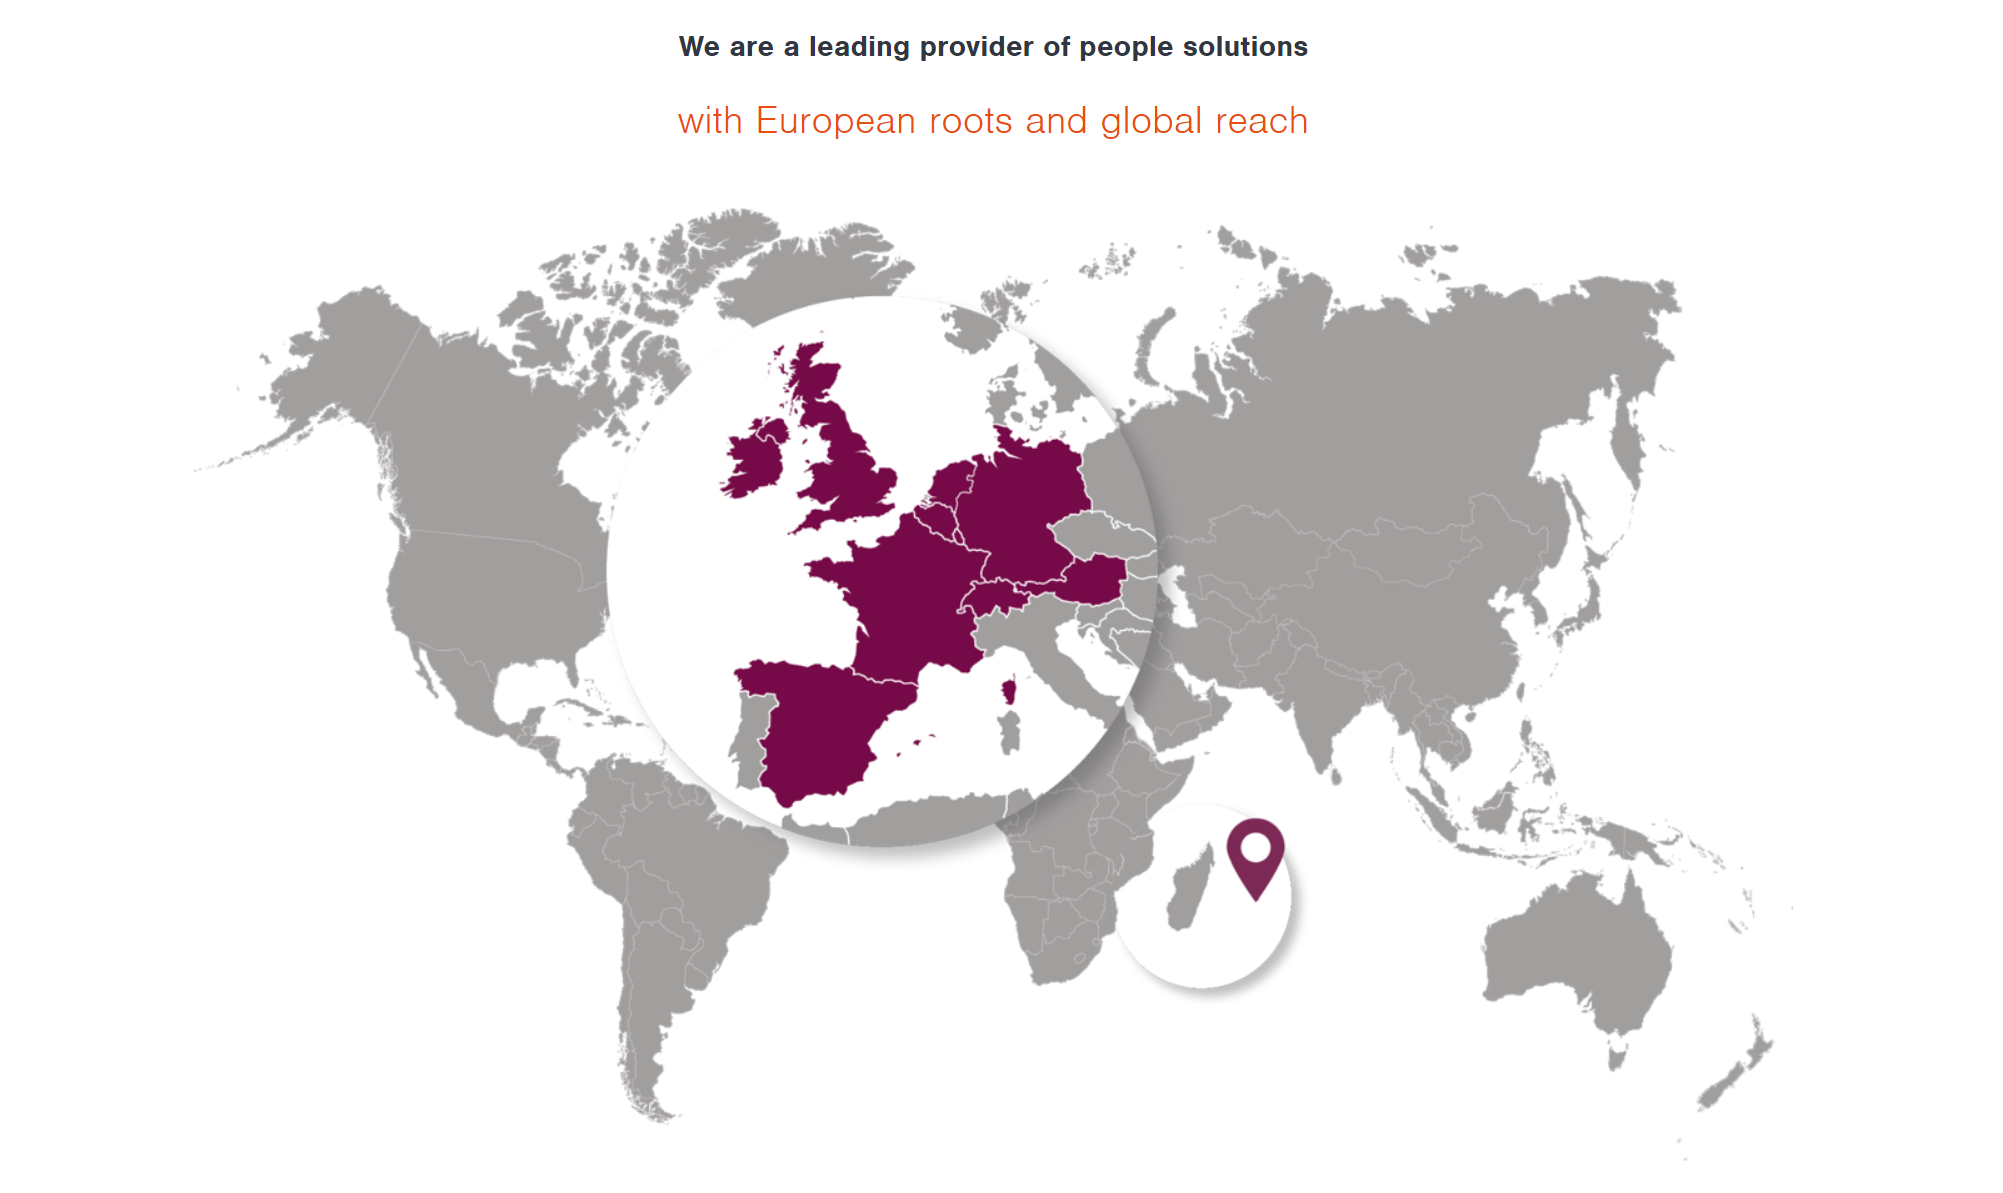 We are a leading provider of people solutions
with European roots and global reach